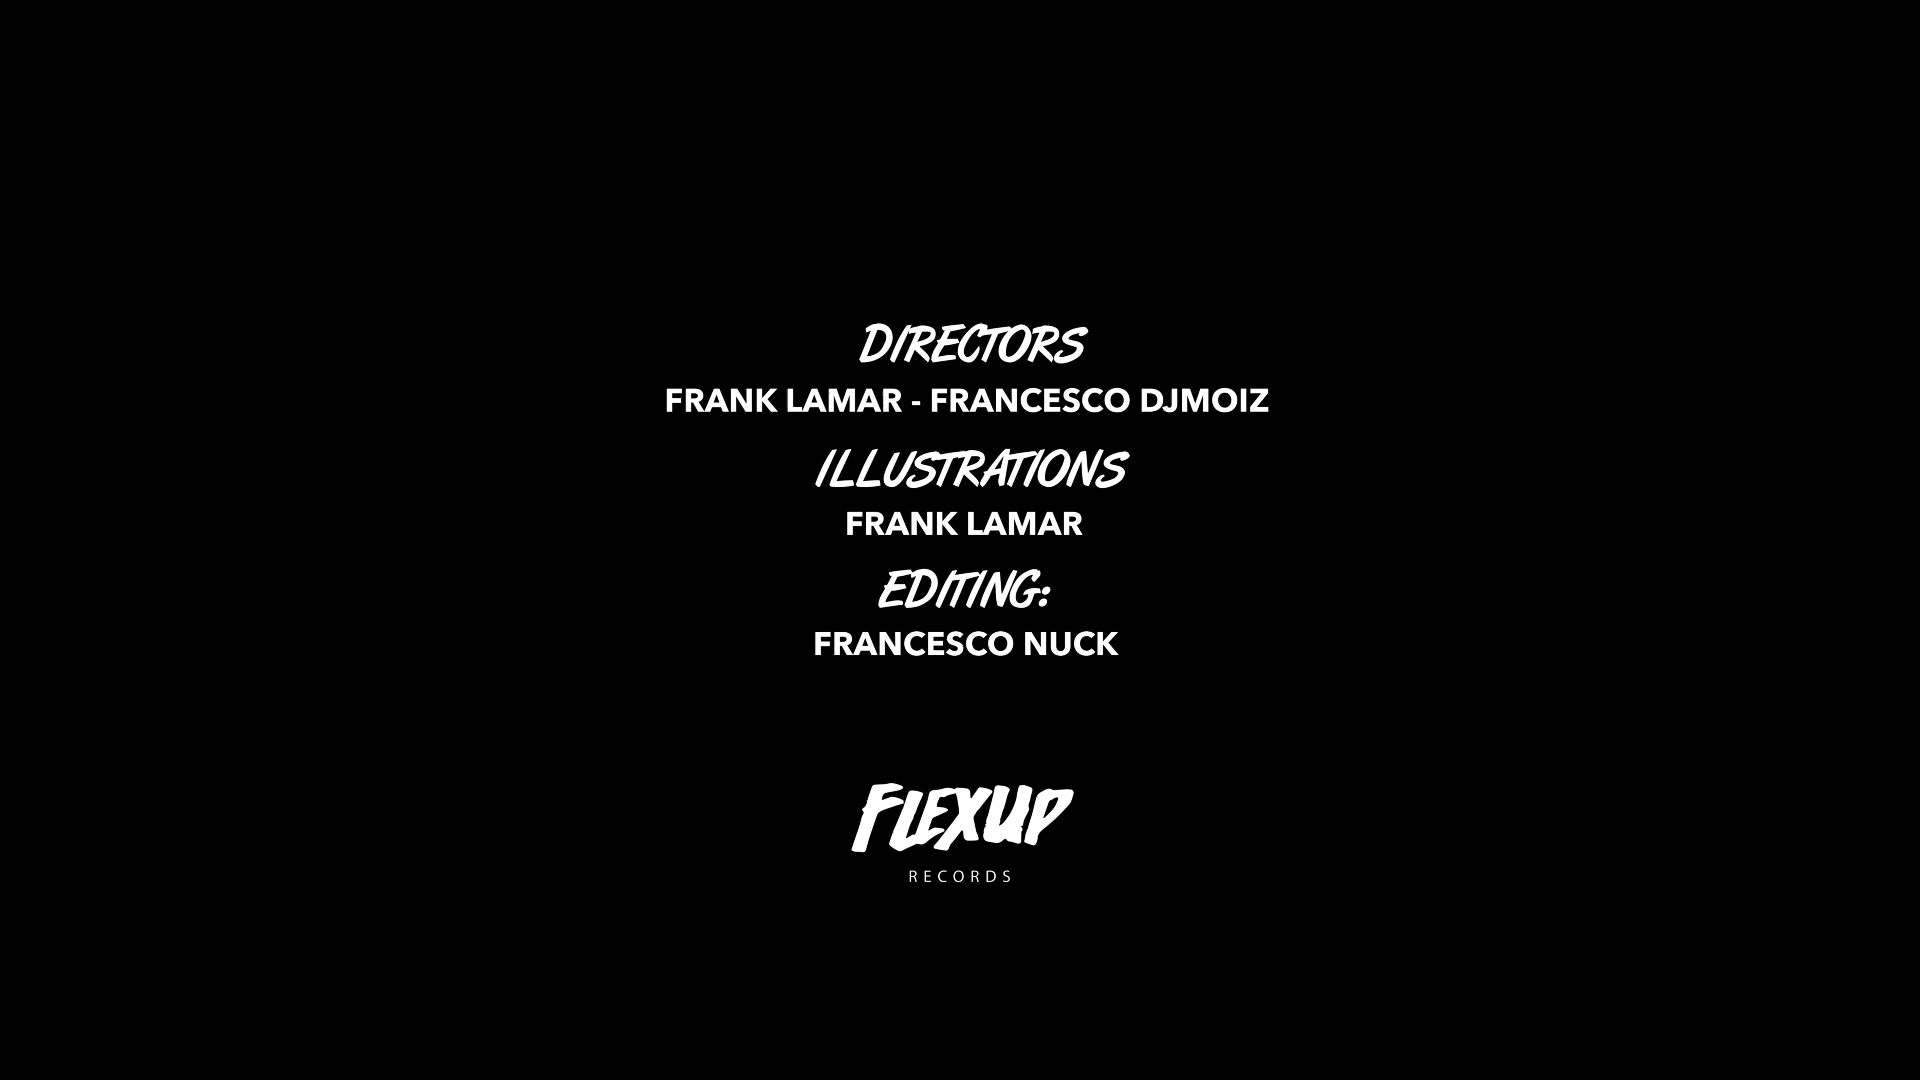 DIRECTORS
FRANK LAMAR - FRANCESCO DJMOIZ
ILLUSTRATIONS
FRANK LAMAR
EDITING:
FRANCESCO NUCK
FLEXUP
RECORDS